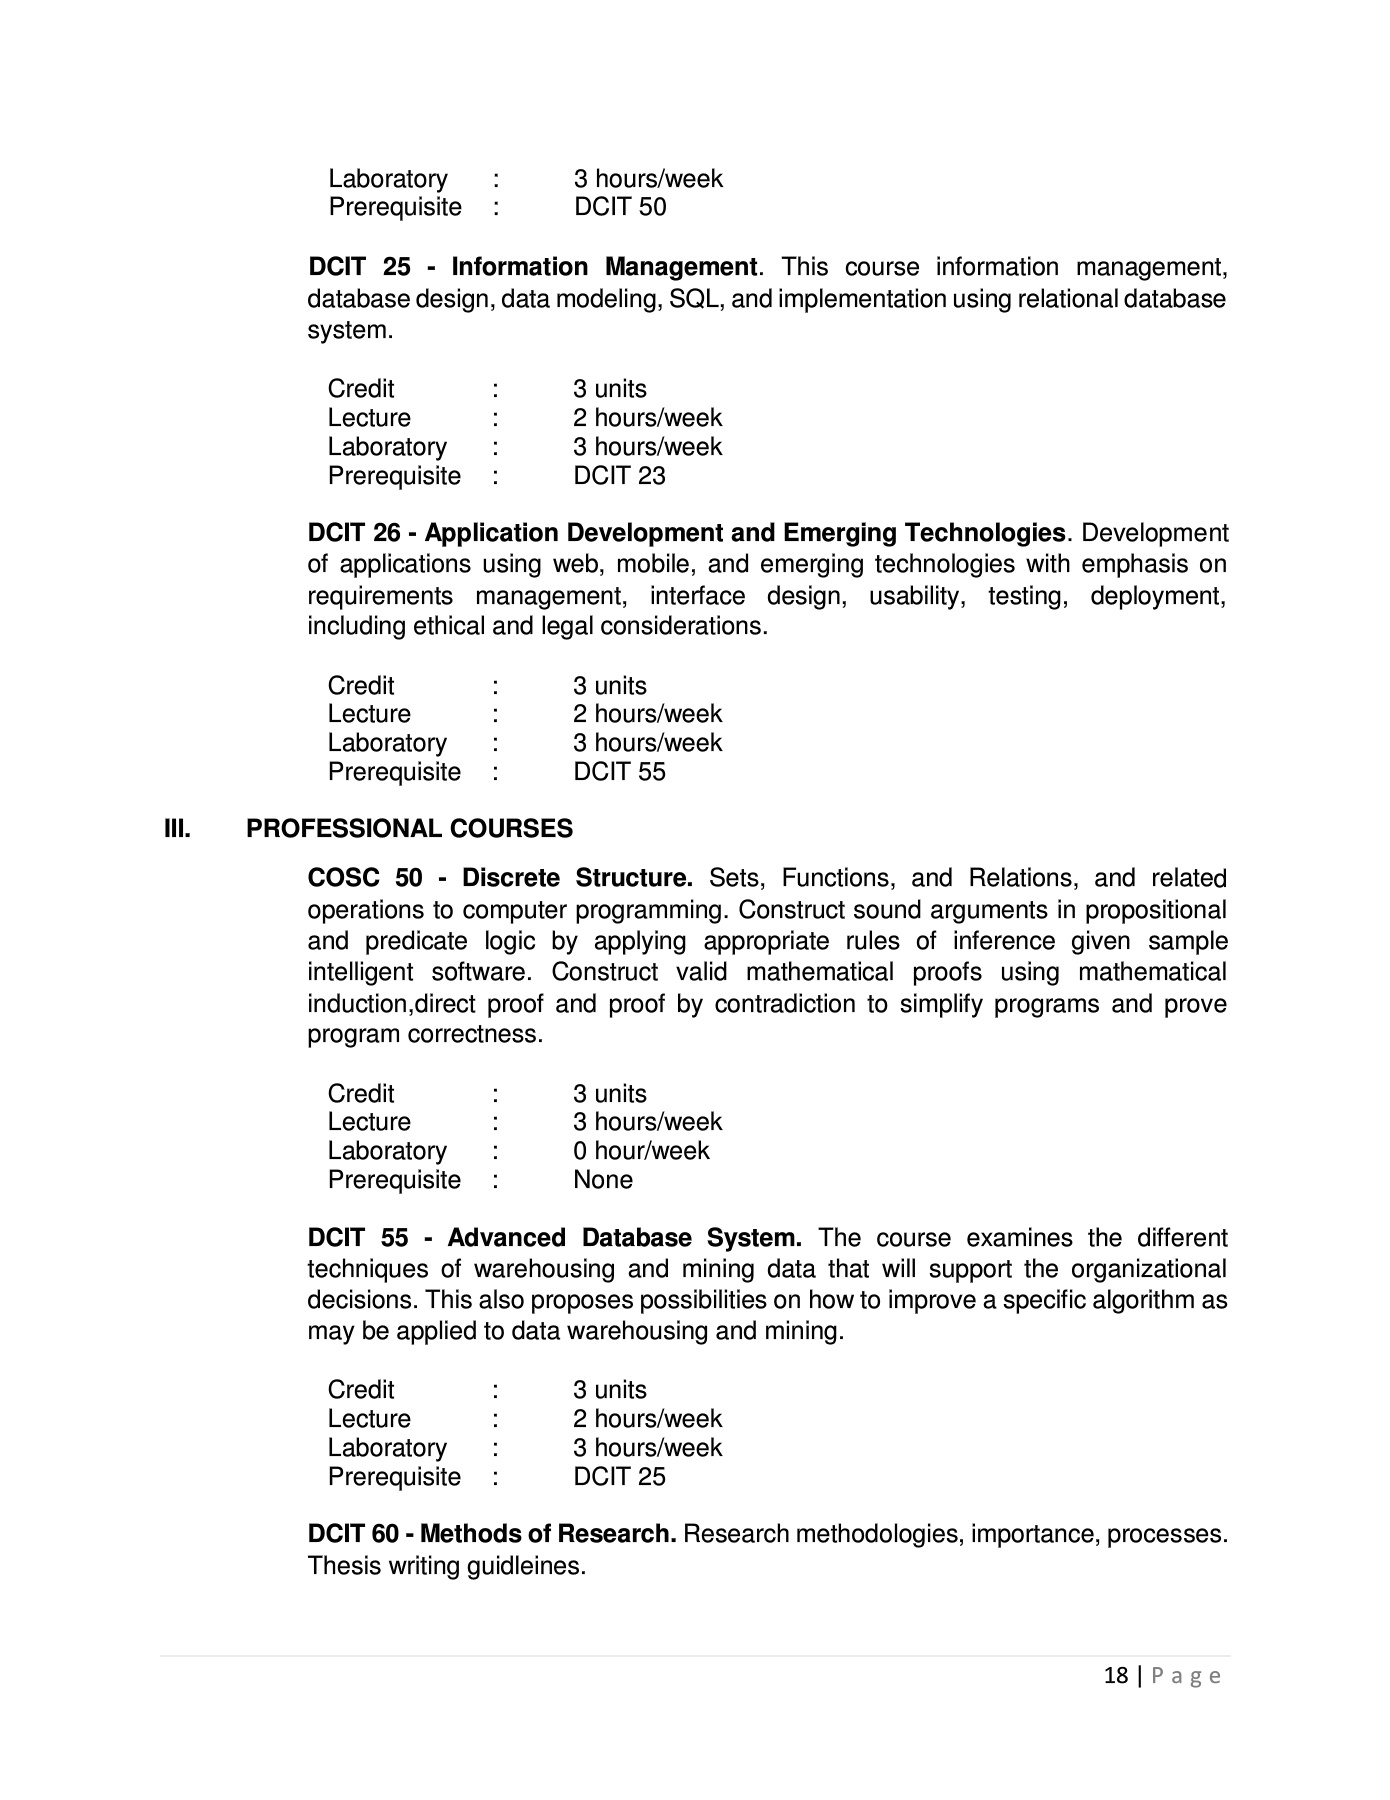 Laboratory : 3 hours/week
Prerequisite : DCIT 50
DCIT 25 - Information Management. This course information management,
database design, data modeling, SQL, and implementation using relational database
system.
Credit : 3 units
Lecture : 2 hours/week
Laboratory : 3 hours/week
Prerequisite : DCIT 23
DCIT 26 - Application Development and Emerging Technologies. Development
of applications using web, mobile, and emerging technologies with emphasis on
requirements management, interface design, usability, testing, deployment,
including ethical and legal considerations.
Credit : 3 units
Lecture : 2 hours/week
Laboratory : 3 hours/week
Prerequisite : DCIT 55
III. PROFESSIONAL COURSES
COSC 50 - Discrete Structure. Sets, Functions, and Relations, and related
operations to computer programming. Construct sound arguments in propositional
and predicate logic by applying appropriate rules of inference given sample
intelligent software. Construct valid mathematical proofs using mathematical
induction,direct proof and proof by contradiction to simplify programs and prove
program correctness.
Credit : 3 units
Lecture : 3 hours/week
Laboratory : 0 hour/week
Prerequisite : None
DCIT 55 - Advanced Database System. The course examines the different
techniques of warehousing and mining data that will support the organizational
decisions. This also proposes possibilities on how to improve a specific algorithm as
may be applied to data warehousing and mining.
Credit : 3 units
Lecture : 2 hours/week
Laboratory : 3 hours/week
Prerequisite : DCIT 25
DCIT 60 - Methods of Research. Research methodologies, importance, processes.
Thesis writing guidleines.
18 | P a g e